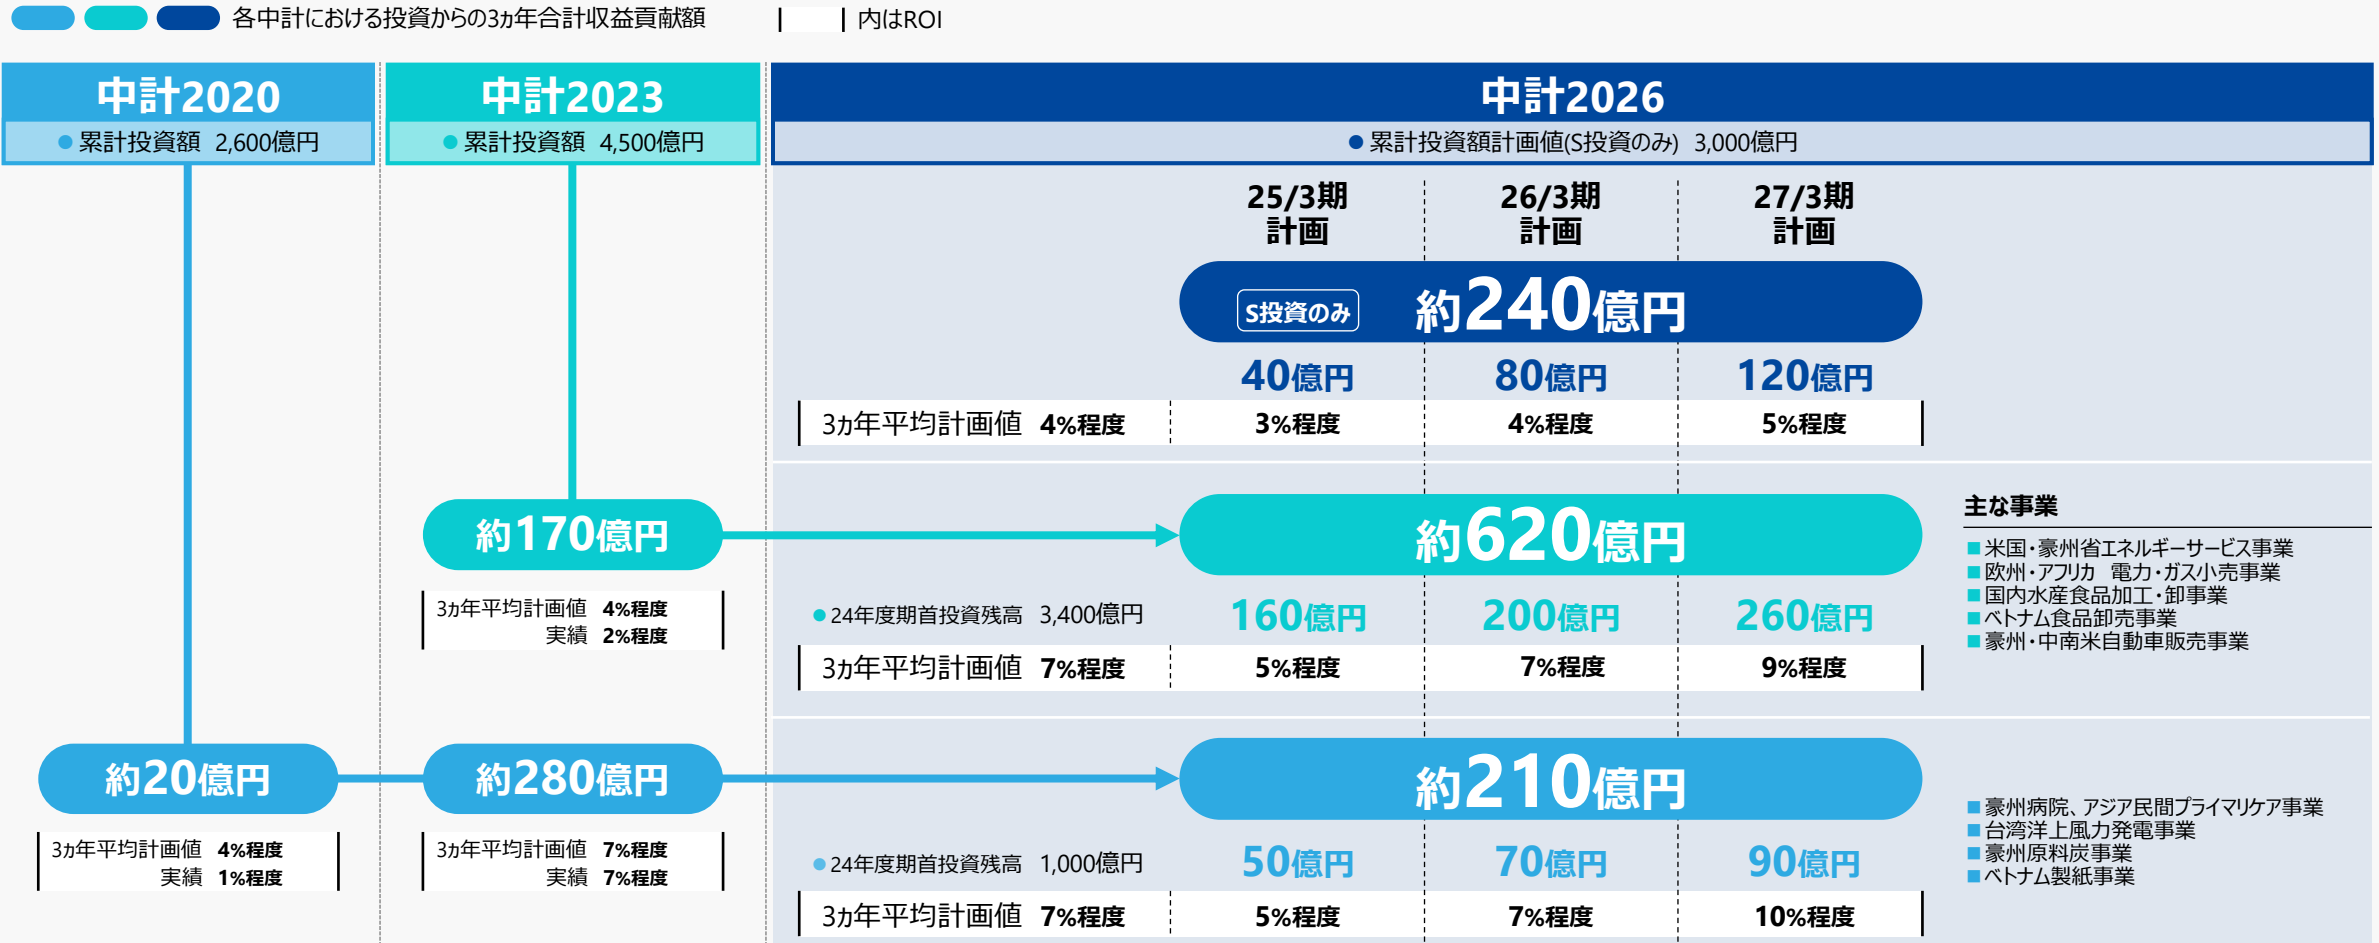 各中計における投資からの3ヵ年合計収益貢献額
内はROI
中計2020
● 累計投資額 2,600億円
中計2023
● 累計投資額 4,500億円
中計2026
● 累計投資額計画値(S投資のみ) 3,000億円
25/3期
計画
26/3期
計画
27/3期
計画
S投資のみ 約240億円
40億円 80億円 120億円
3ヵ年平均計画値 4%程度 3%程度 4%程度 5%程度
約170億円
3ヵ年平均計画値 4%程度
実績 2%程度
約620億円
● 24年度期首投資残高 3,400億円 160億円 200億円 260億円
3ヵ年平均計画値 7%程度 5%程度 7%程度 9%程度
主な事業
■ 米国・豪州省エネルギーサービス事業
■ 欧州・アフリカ 電力・ガス小売事業
■ 国内水産食品加工・卸事業
■ ベトナム食品卸売事業
■ 豪州・中南米自動車販売事業
約20億円
3ヵ年平均計画値 4%程度
実績 1%程度
約280億円
3ヵ年平均計画値 7%程度
実績 7%程度
約210億円
● 24年度期首投資残高 1,000億円 50億円 70億円 90億円
3ヵ年平均計画値 7%程度 5%程度 7%程度 10%程度
■ 豪州病院、アジア民間プライマリケア事業
■ 台湾洋上風力発電事業
■ 豪州原料炭事業
■ ベトナム製紙事業